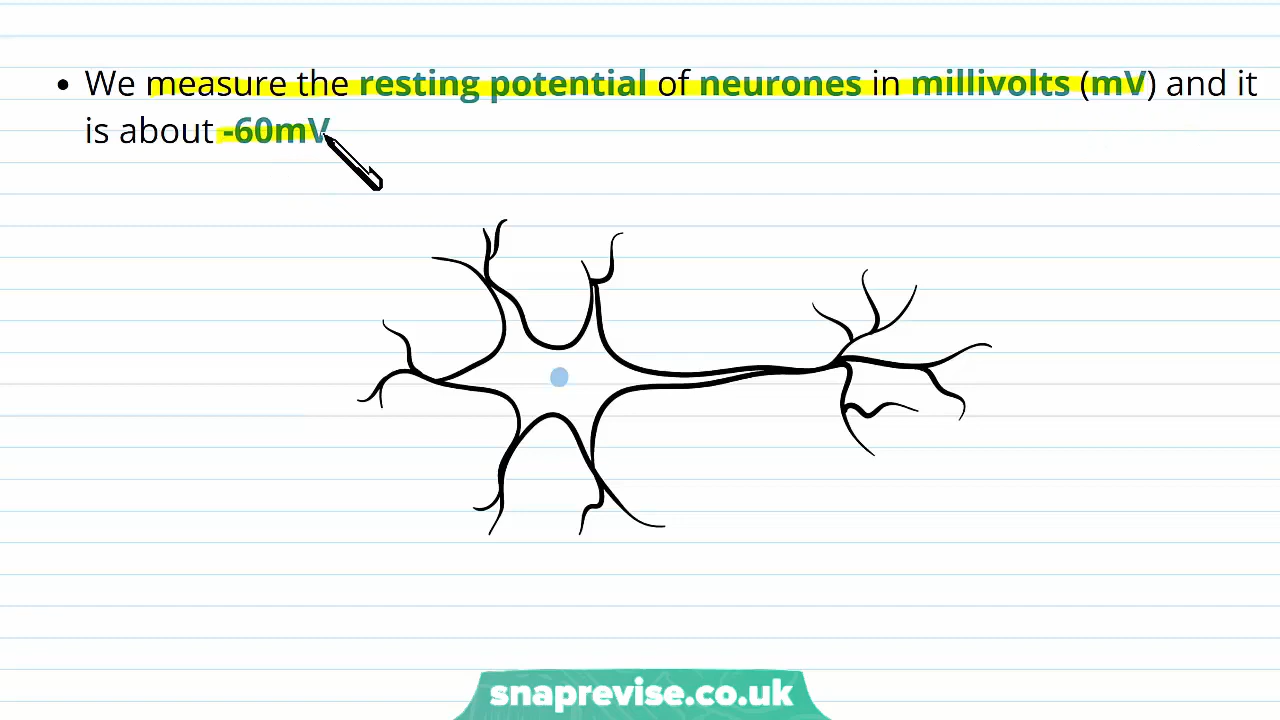 • We measure the resting potential of neurones in millivolts (mV) and it
is about -60mV
snaprevise.co.uk